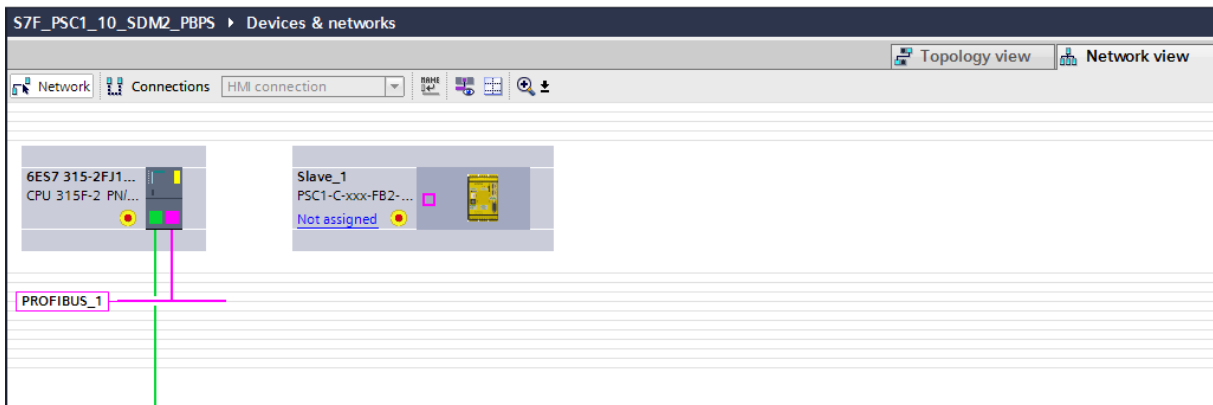 S7F_PSC1_10_SDM2_PBPS ▸ Devices & networks
Topology view Network view
Network Connections HMI connection
6ES7 315-2FJ1...
CPU 315F-2 PN/...
Slave_1
PSC1-C-xxx-FB2-...
Not assigned
PROFIBUS_1